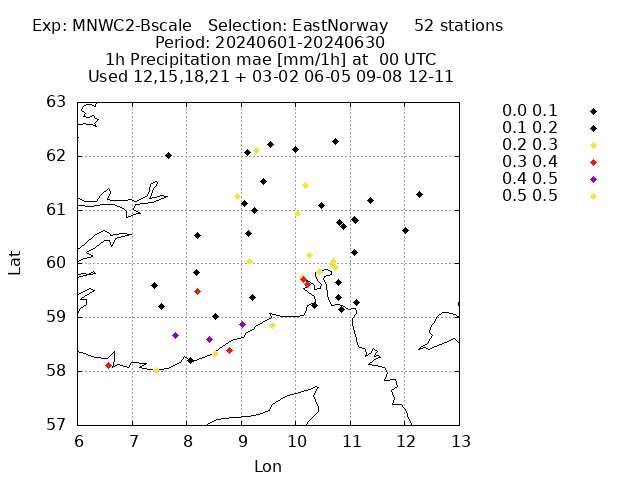 Exp: MNWC2-Bscale   Selection: EastNorway     52 stations
Period: 20240601-20240630
1h Precipitation mae [mm/1h] at  00 UTC
Used 12,15,18,21 + 03-02 06-05 09-08 12-11
0.0 0.1
0.1 0.2
0.2 0.3
0.3 0.4
0.4 0.5
0.5 0.5
63
62
61
60
59
58
57
Lat
6 7 8 9 10 11 12 13
Lon